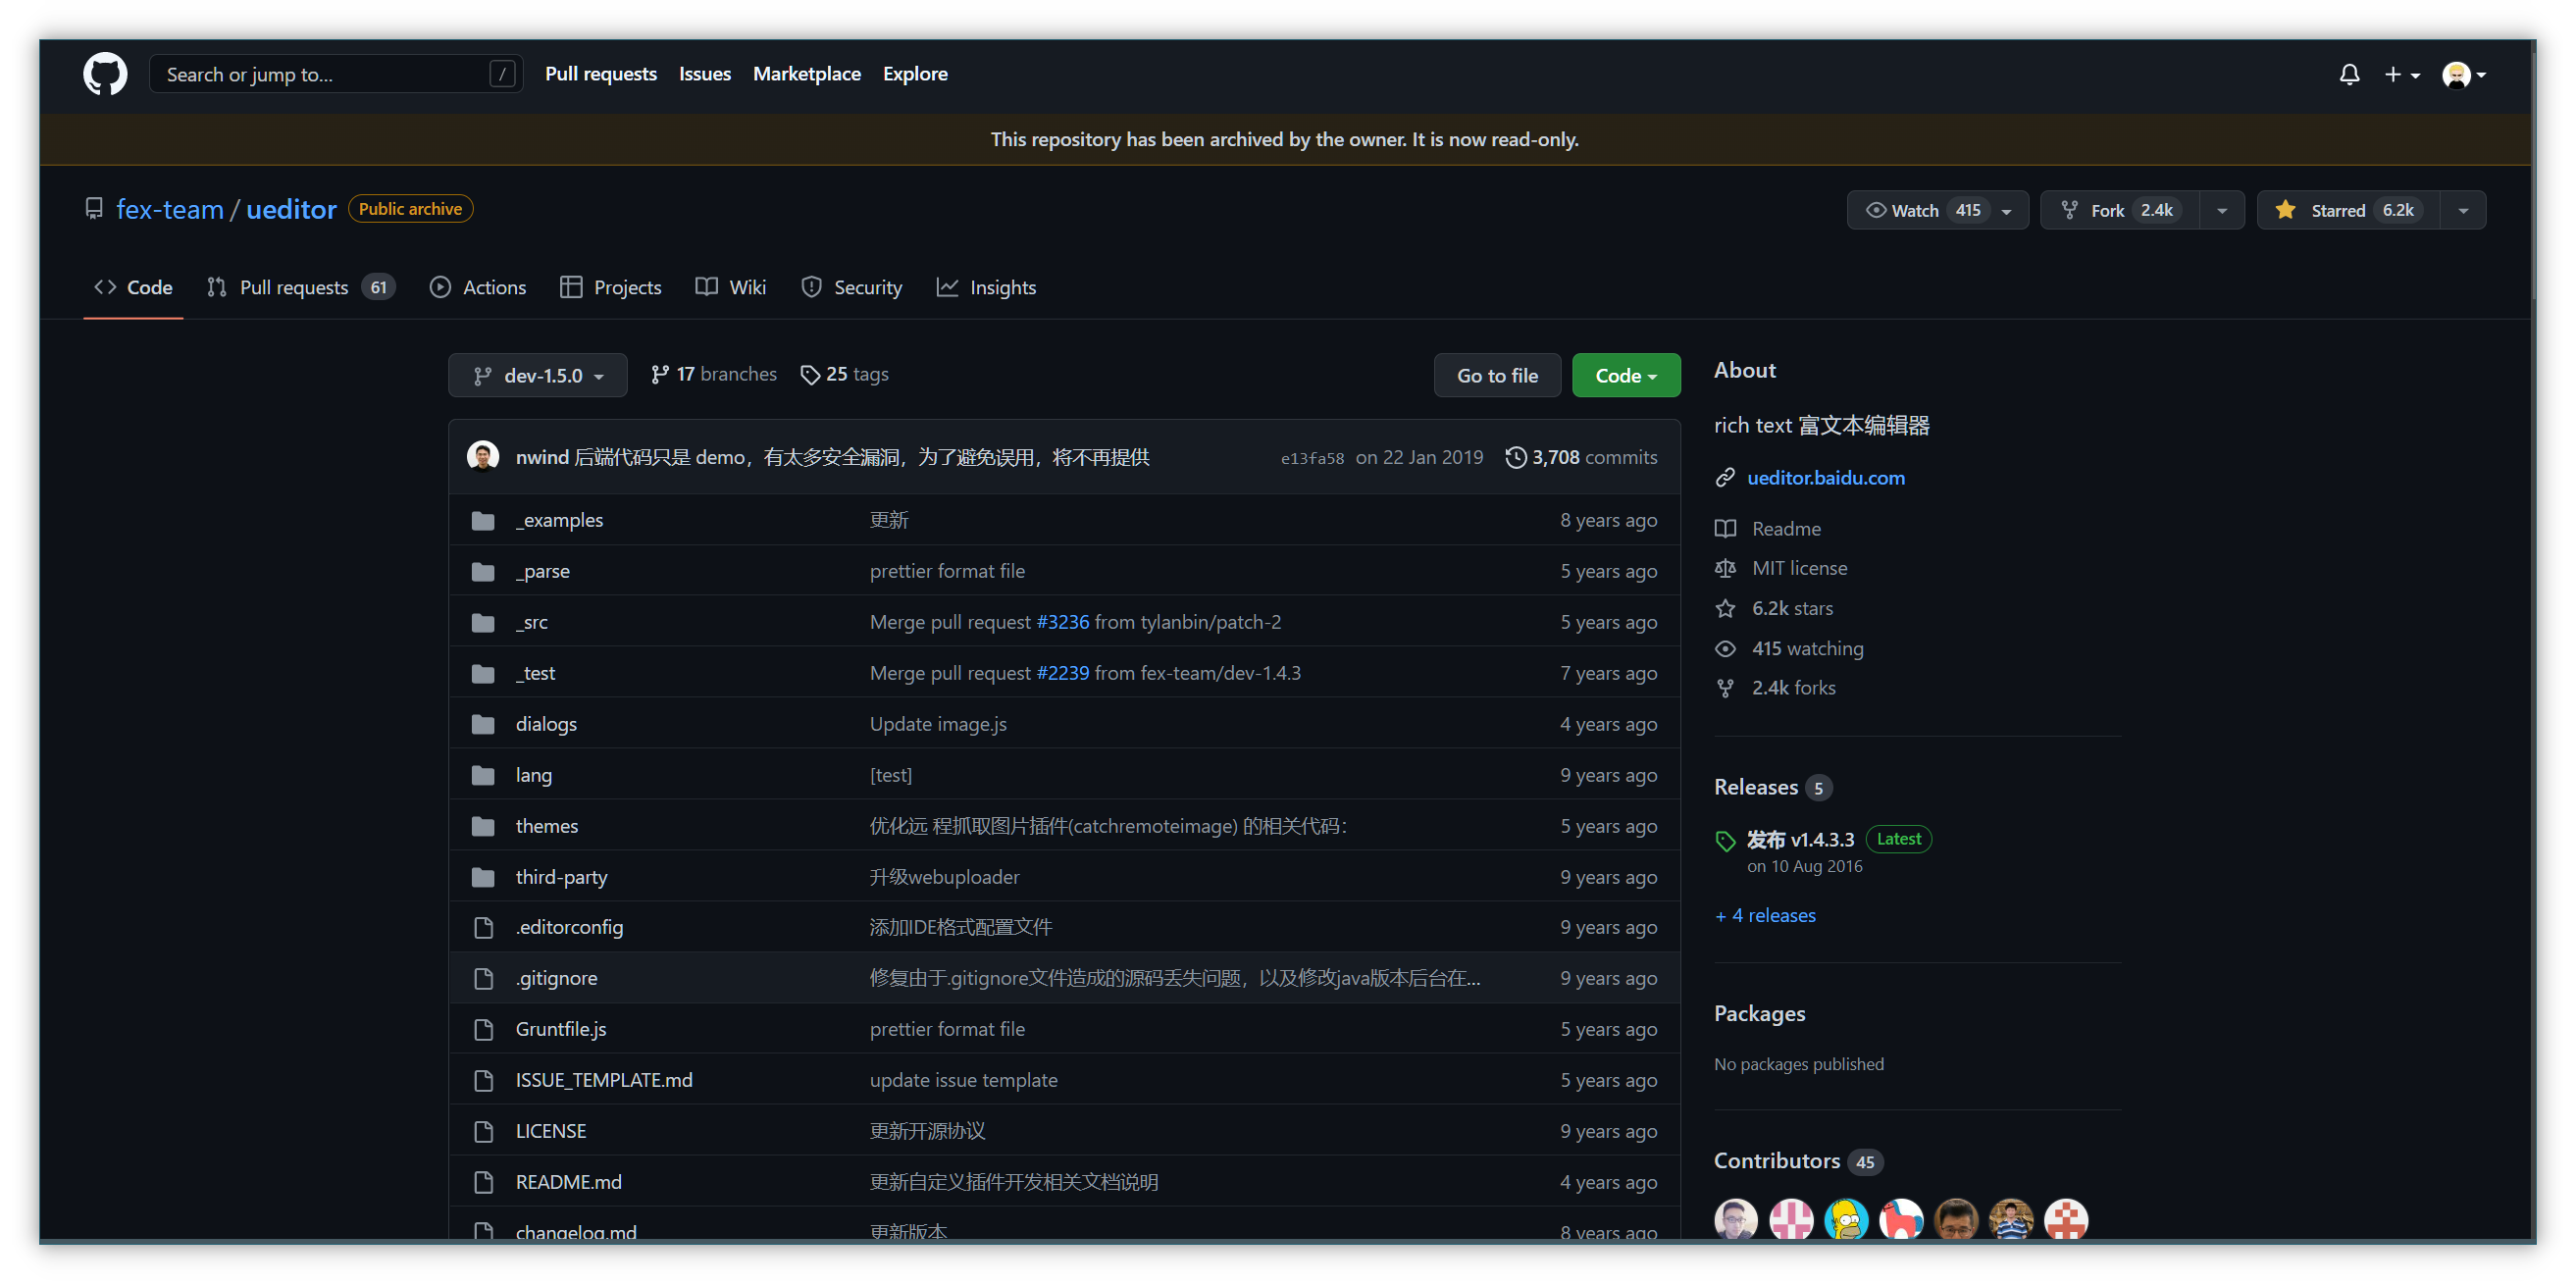 Search or jump to... /
Pull requests Issues Marketplace Explore
This repository has been archived by the owner. It is now read-only.
fex-team / ueditor Public archive
Watch 415 Fork 2.4k Starred 6.2k
Code Pull requests 61 Actions Projects Wiki Security Insights
dev-1.5.0 17 branches 25 tags Go to file Code
nwind 后端代码只是 demo，有太多安全漏洞，为了避免误用，将不再提供 e13fa58 on 22 Jan 2019 3,708 commits
_examples 更新 8 years ago
_parse prettier format file 5 years ago
_src Merge pull request #3236 from tylanbin/patch-2 5 years ago
_test Merge pull request #2239 from fex-team/dev-1.4.3 7 years ago
dialogs Update image.js 4 years ago
lang [test] 9 years ago
themes 优化远 程抓取图片插件(catchremoteimage) 的相关代码： 5 years ago
third-party 升级webuploader 9 years ago
.editorconfig 添加IDE格式配置文件 9 years ago
.gitignore 修复由于.gitignore文件造成的源码丢失问题，以及修改java版本后台在... 9 years ago
Gruntfile.js prettier format file 5 years ago
ISSUE_TEMPLATE.md update issue template 5 years ago
LICENSE 更新开源协议 9 years ago
README.md 更新自定义插件开发相关文档说明 4 years ago
changelog.md 更新版本 8 years ago
About
rich text 富文本编辑器
ueditor.baidu.com
Readme
MIT license
6.2k stars
415 watching
2.4k forks
Releases 5
发布 v1.4.3.3 Latest
on 10 Aug 2016
+ 4 releases
Packages
No packages published
Contributors 45